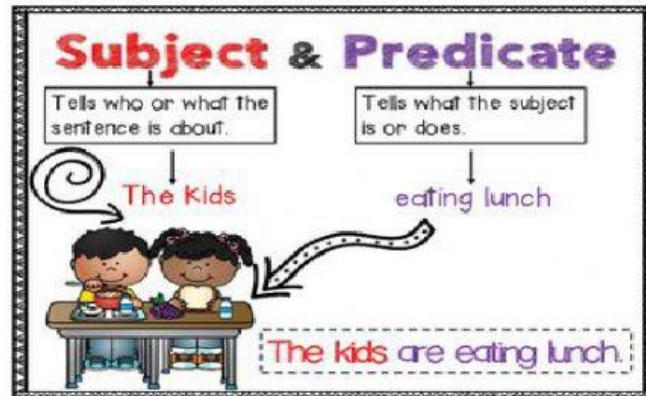 Subject & Predicate
Tells who or what the
sentence is about.
Tells what the subject
is or does.
The Kids
eating lunch
The kids are eating lunch.